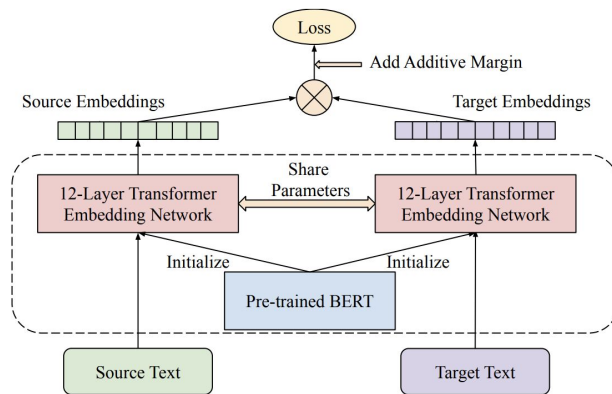 Loss
Add Additive Margin
Source Embeddings
Target Embeddings
12-Layer Transformer
Embedding Network
Share
Parameters
12-Layer Transformer
Embedding Network
Initialize
Initialize
Pre-trained BERT
Source Text
Target Text